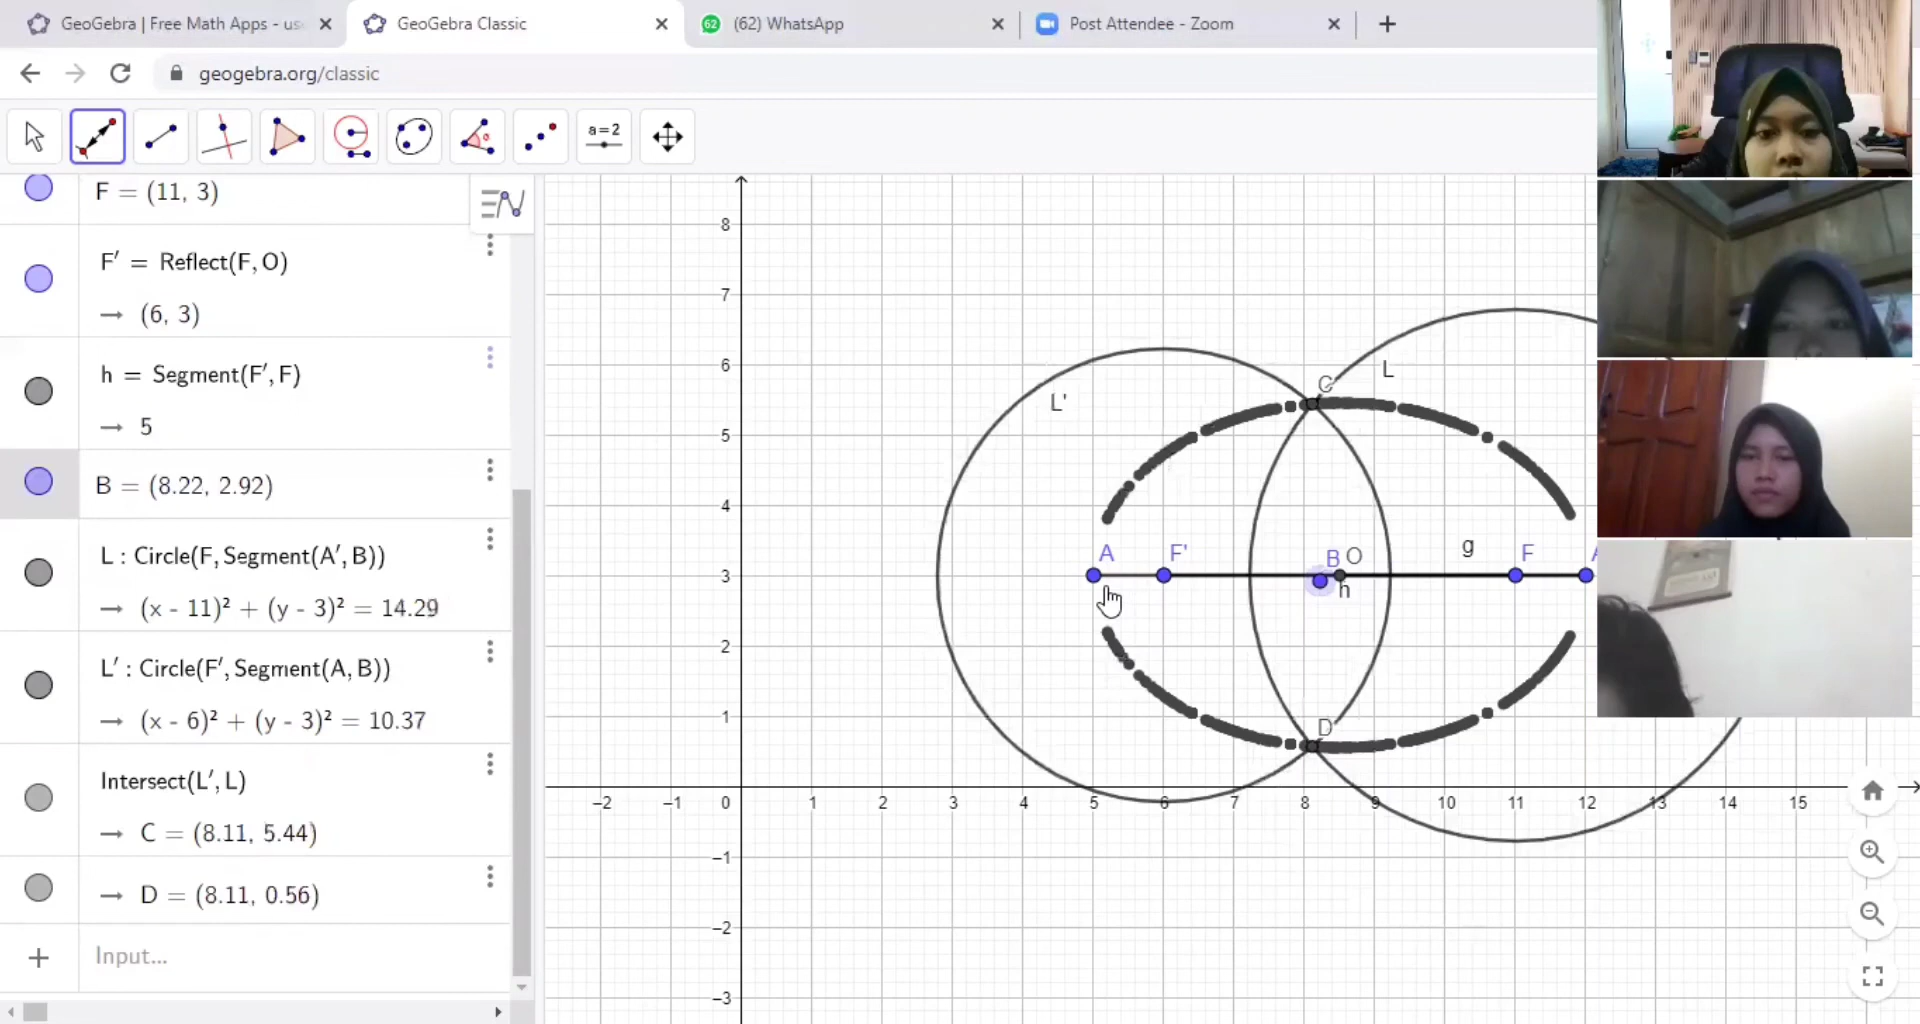 GeoGebra | Free Math Apps - us
GeoGebra Classic
62
(62) WhatsApp
Post Attendee - Zoom
geogebra.org/classic
a=2
F = (11, 3)
F′ = Reflect(F, O)
→ (6, 3)
h = Segment(F′, F)
→ 5
B = (8.22, 2.92)
L : Circle(F, Segment(A′, B))
→ (x - 11)² + (y - 3)² = 14.29
L′ : Circle(F′, Segment(A, B))
→ (x - 6)² + (y - 3)² = 10.37
Intersect(L′, L)
→ C = (8.11, 5.44)
→ D = (8.11, 0.56)
Input...
8
7
6
5
4
3
2
1
−1
−2
−3
−2 −1 0 1 2 3 4 5 6 7 8 9 10 11 12 13 14 15
L'
C
L
A
F'
B
O
h
g
F
D